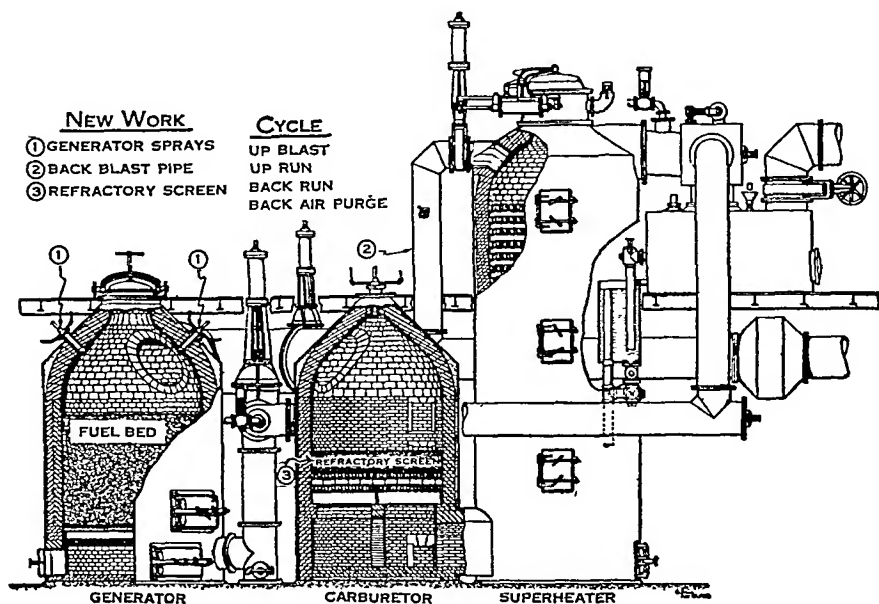 NEW WORK
① GENERATOR SPRAYS
② BACK BLAST PIPE
③ REFRACTORY SCREEN
CYCLE
UP BLAST
UP RUN
BACK RUN
BACK AIR PURGE
①
①
②
FUEL BED
③
REFRACTORY SCREEN
GENERATOR
CARBURETOR
SUPERHEATER